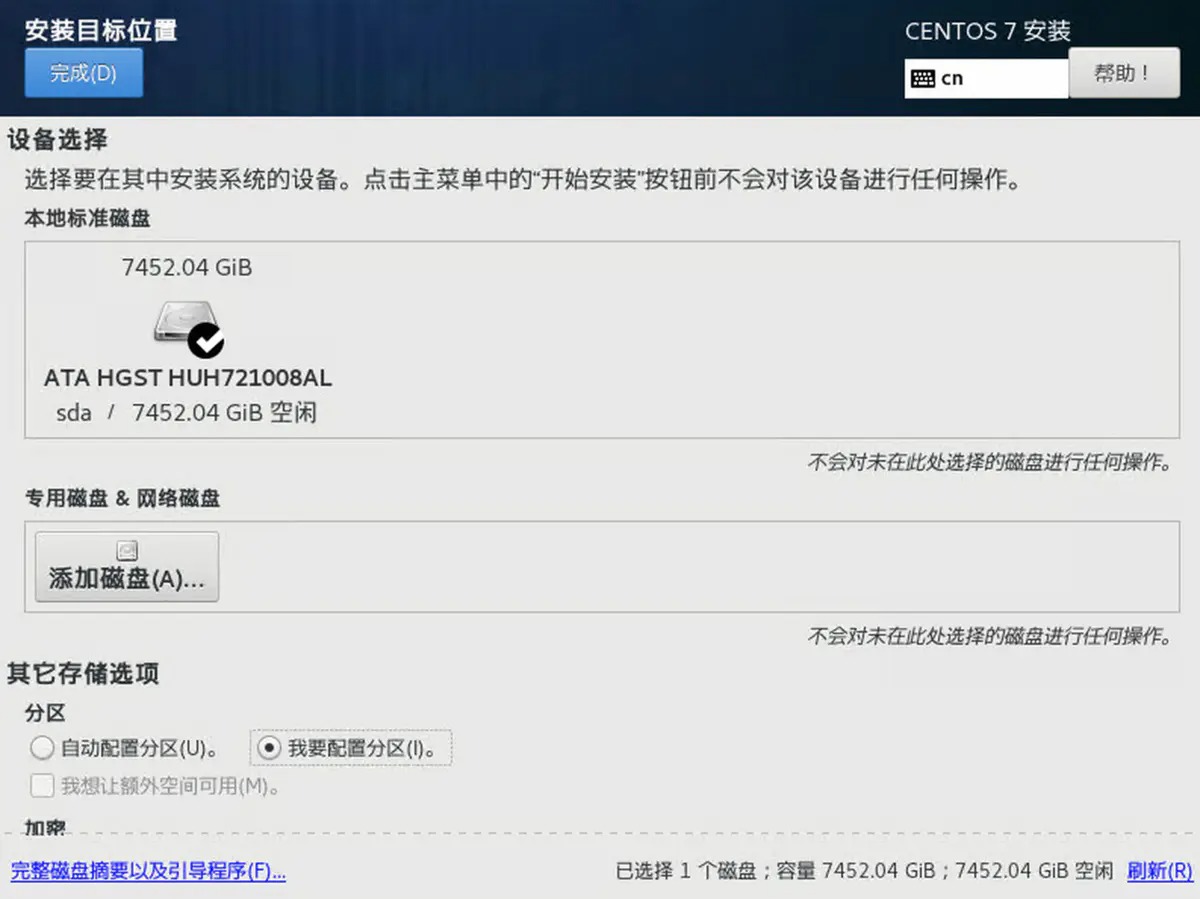 安装目标位置
CENTOS 7 安装
完成(D)
cn
帮助！
设备选择
选择要在其中安装系统的设备。点击主菜单中的“开始安装”按钮前不会对该设备进行任何操作。
本地标准磁盘
7452.04 GiB
ATA HGST HUH721008AL
sda / 7452.04 GiB 空闲
不会对未在此处选择的磁盘进行任何操作。
专用磁盘 & 网络磁盘
添加磁盘(A)...
不会对未在此处选择的磁盘进行任何操作。
其它存储选项
分区
自动配置分区(U)。 我要配置分区(I)。
我想让额外空间可用(M)。
加密
完整磁盘摘要以及引导程序(F)... 已选择 1 个磁盘；容量 7452.04 GiB；7452.04 GiB 空闲 刷新(R)